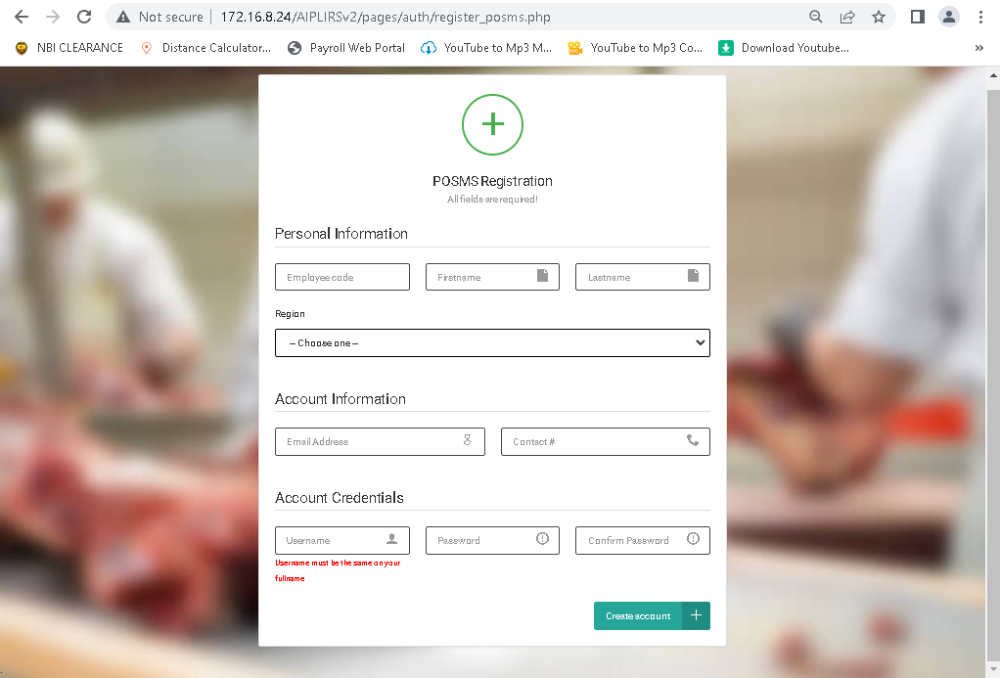 Not secure | 172.16.8.24/AIPLIRSv2/pages/auth/register_posms.php
NBI CLEARANCE
Distance Calculator...
Payroll Web Portal
YouTube to Mp3 M...
YouTube to Mp3 Co...
Download Youtube...
»
POSMS Registration
All fields are required!
Personal Information
Employee code
Firstname
Lastname
Region
-- Choose one --
Account Information
Email Address
Contact #
Account Credentials
Username
Password
Confirm Password
Username must be the same on your
fullname
Create account